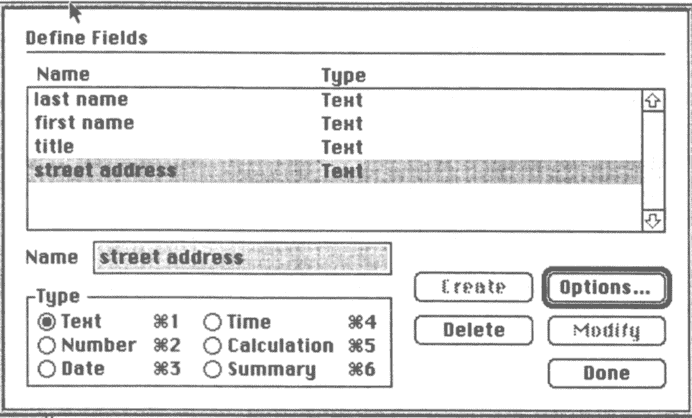 Define Fields
Name Type
last name Text
first name Text
title Text
street address Text
Name street address
Create Options...
Type
Text ⌘1 Time ⌘4
Delete Modify
Number ⌘2 Calculation ⌘5
Date ⌘3 Summary ⌘6
Done